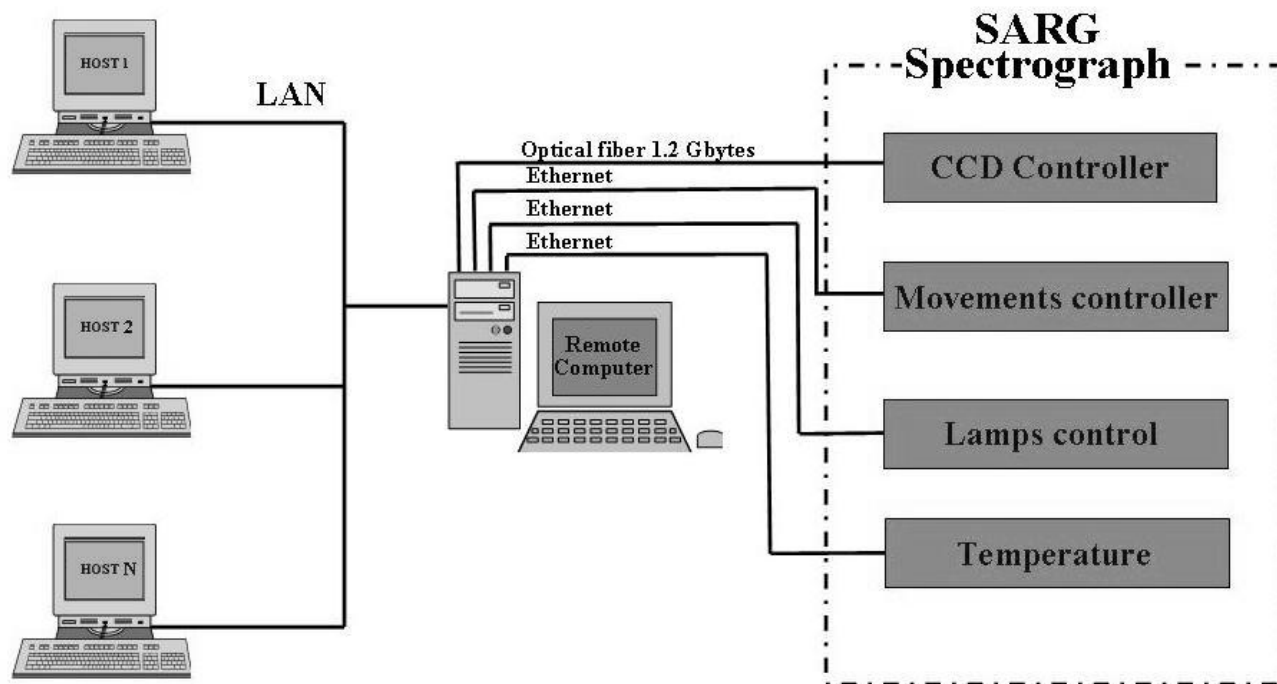 SARG
Spectrograph
HOST 1
LAN
Optical fiber 1.2 Gbytes
Ethernet
Ethernet
Ethernet
CCD Controller
Movements controller
HOST 2
Remote
Computer
Lamps control
Temperature
HOST N